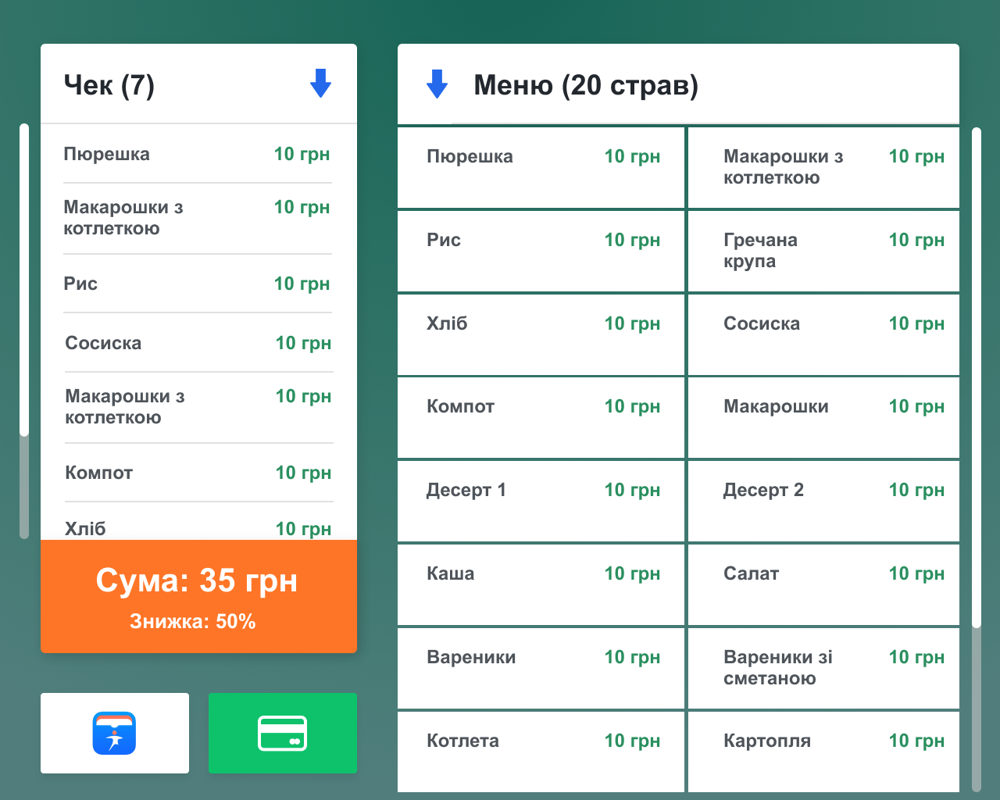 Чек (7)
Пюрешка 10 грн
Макарошки з 10 грн
котлеткою
Рис 10 грн
Сосиска 10 грн
Макарошки з 10 грн
котлеткою
Компот 10 грн
Хліб 10 грн
Сума: 35 грн
Знижка: 50%
Меню (20 страв)
Пюрешка 10 грн
Макарошки з 10 грн
котлеткою
Рис 10 грн
Гречана 10 грн
крупа
Хліб 10 грн
Сосиска 10 грн
Компот 10 грн
Макарошки 10 грн
Десерт 1 10 грн
Десерт 2 10 грн
Каша 10 грн
Салат 10 грн
Вареники 10 грн
Вареники зі 10 грн
сметаною
Котлета 10 грн
Картопля 10 грн